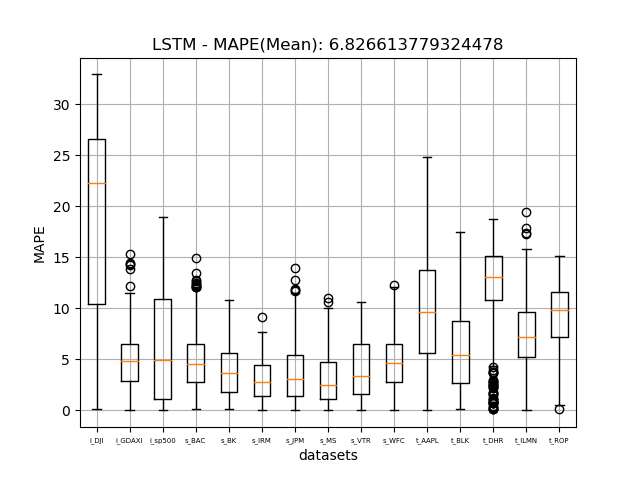 LSTM - MAPE(Mean): 6.826613779324478
MAPE
30
25
20
15
10
5
0
i_DJI i_GDAXI i_sp500 s_BAC s_BK s_IRM s_JPM s_MS s_VTR s_WFC t_AAPL t_BLK t_DHR t_ILMN t_ROP
datasets